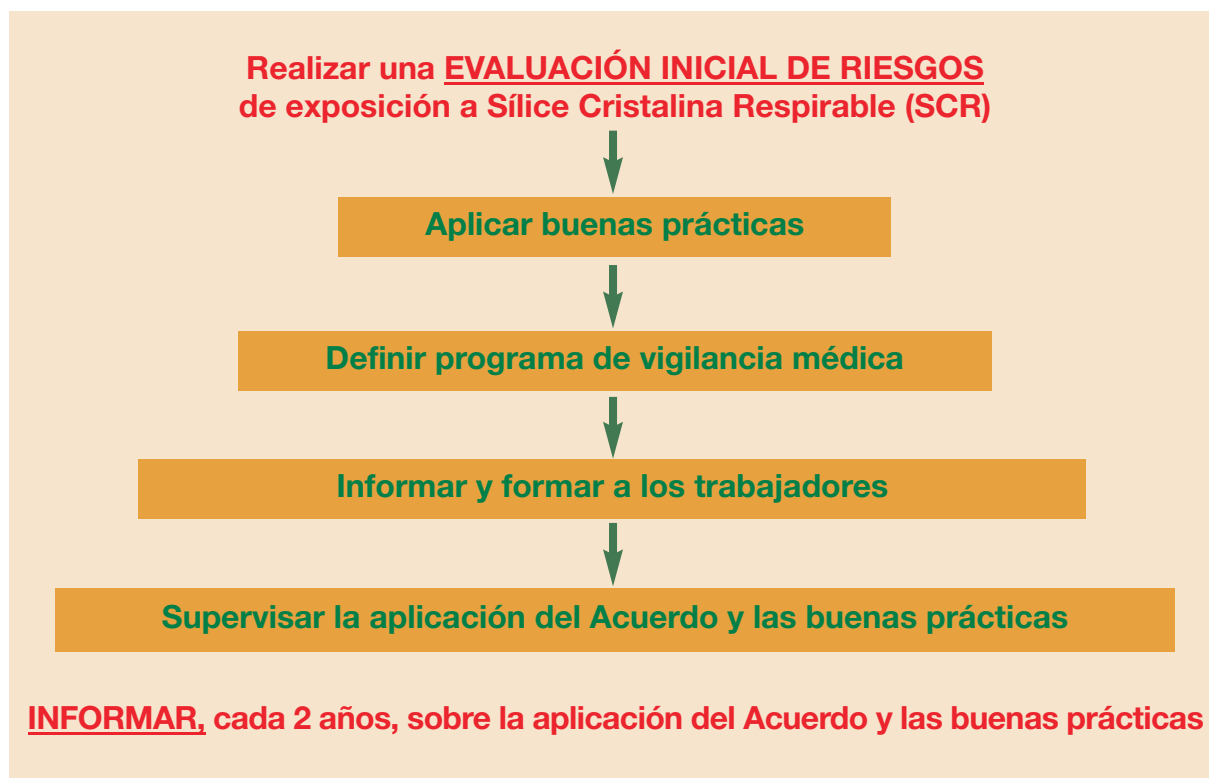 Realizar una EVALUACIÓN INICIAL DE RIESGOS
de exposición a Sílice Cristalina Respirable (SCR)
Aplicar buenas prácticas
Definir programa de vigilancia médica
Informar y formar a los trabajadores
Supervisar la aplicación del Acuerdo y las buenas prácticas
INFORMAR, cada 2 años, sobre la aplicación del Acuerdo y las buenas prácticas